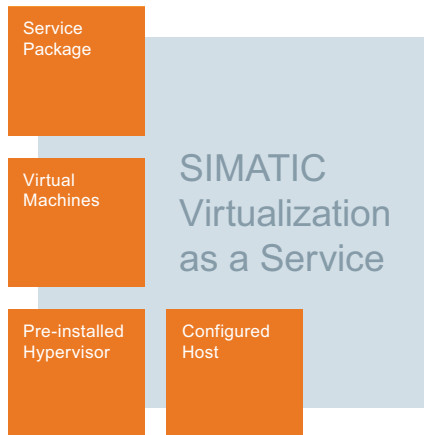 Service
Package
Virtual
Machines
SIMATIC
Virtualization
as a Service
Pre-installed
Hypervisor
Configured
Host